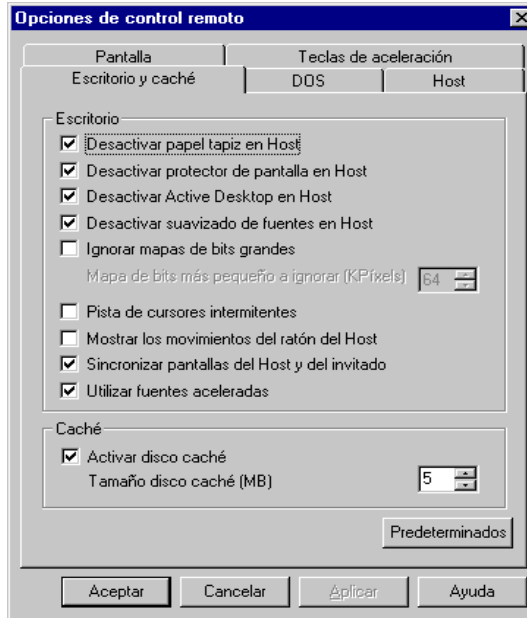 Opciones de control remoto
Pantalla
Teclas de aceleración
Escritorio y caché
DOS
Host
Escritorio
Desactivar papel tapiz en Host
Desactivar protector de pantalla en Host
Desactivar Active Desktop en Host
Desactivar suavizado de fuentes en Host
Ignorar mapas de bits grandes
Mapa de bits más pequeño a ignorar (KPíxels) 64
Pista de cursores intermitentes
Mostrar los movimientos del ratón del Host
Sincronizar pantallas del Host y del invitado
Utilizar fuentes aceleradas
Caché
Activar disco caché
Tamaño disco caché (MB) 5
Predeterminados
Aceptar
Cancelar
Aplicar
Ayuda